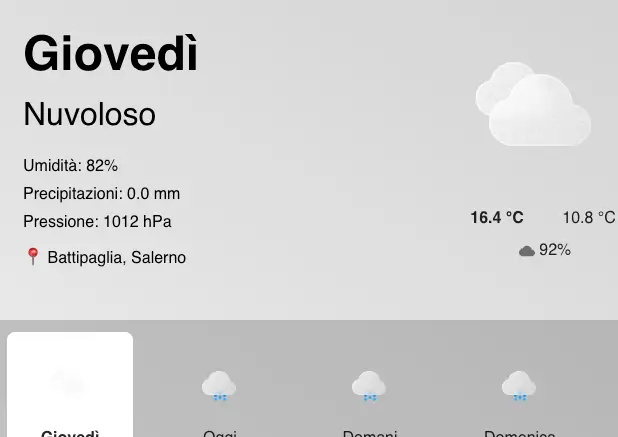 Giovedì
Nuvoloso
Umidità: 82%
Precipitazioni: 0.0 mm
Pressione: 1012 hPa
16.4 °C 10.8 °C
92%
Battipaglia, Salerno
Giovedì Oggi Domani Domenica